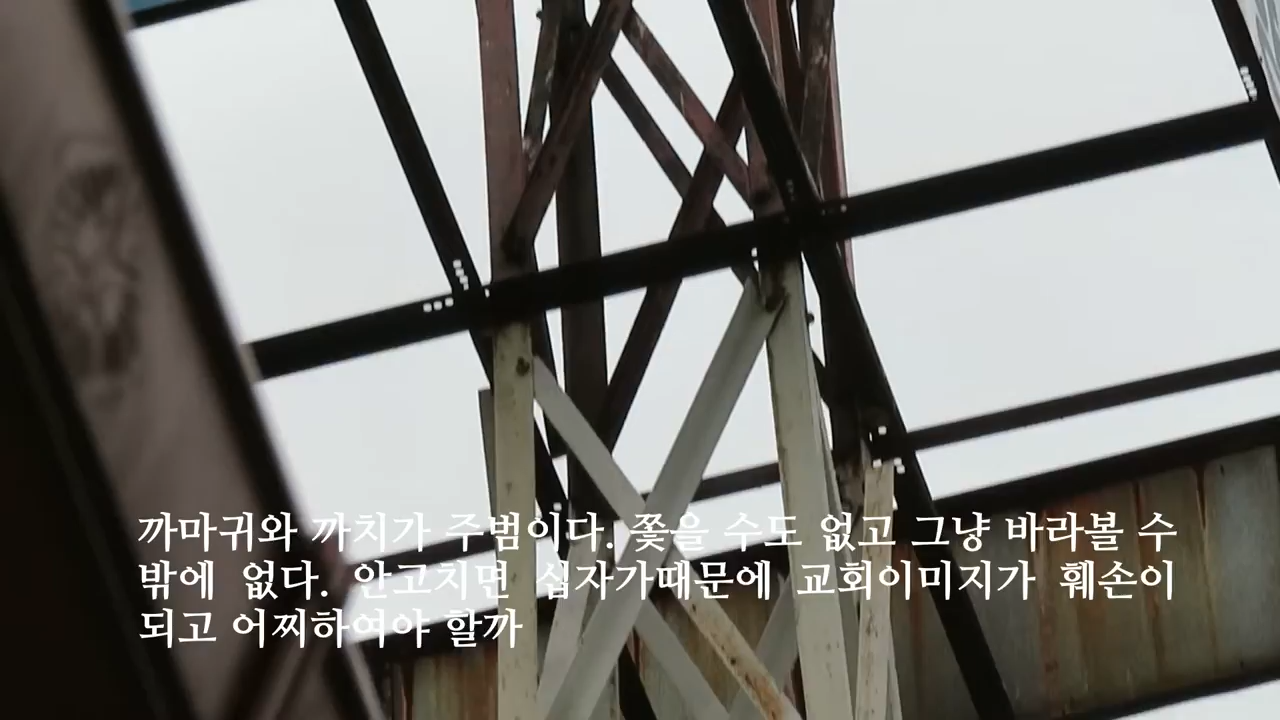 까마귀와 까치가 주범이다. 쫓을 수도 없고 그냥 바라볼 수
밖에 없다. 안고치면 십자가때문에 교회이미지가 훼손이
되고 어찌하여야 할까